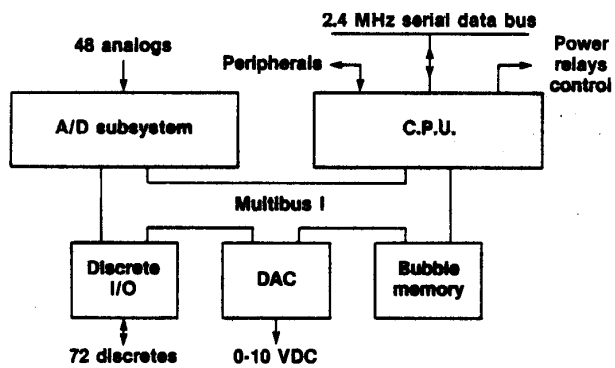 2.4 MHz serial data bus
48 analogs
Peripherals
Power
relays
control
A/D subsystem
C.P.U.
Multibus I
Discrete
I/O
DAC
Bubble
memory
72 discretes
0-10 VDC